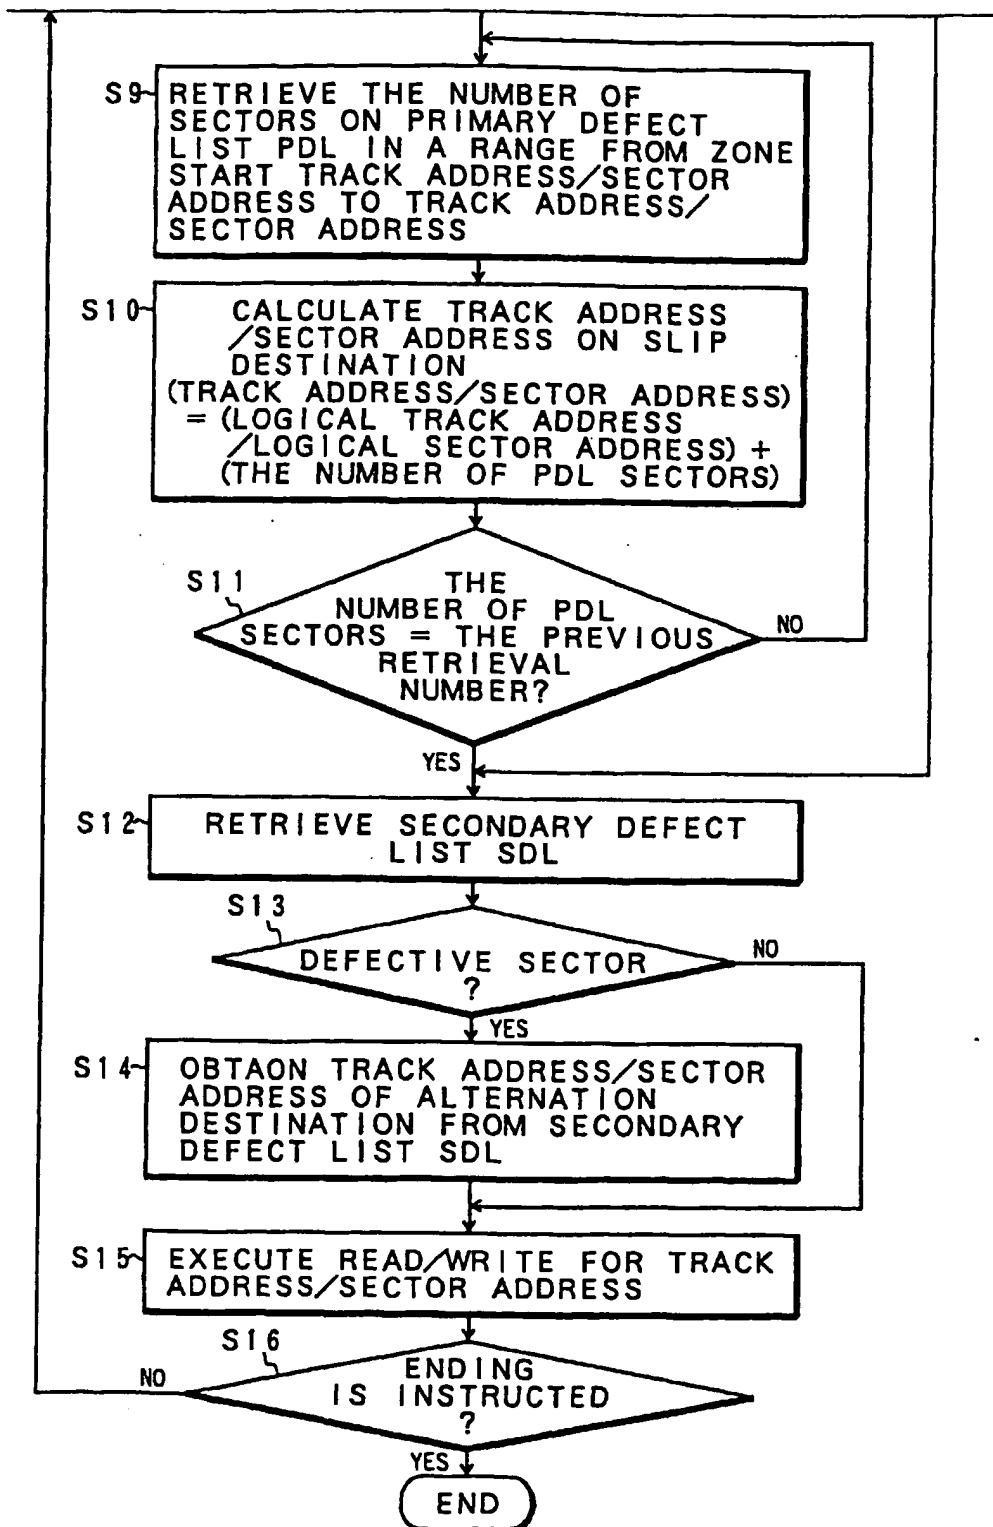 S9
RETRIEVE THE NUMBER OF
SECTORS ON PRIMARY DEFECT
LIST PDL IN A RANGE FROM ZONE
START TRACK ADDRESS/SECTOR
ADDRESS TO TRACK ADDRESS/
SECTOR ADDRESS
S10
CALCULATE TRACK ADDRESS
/SECTOR ADDRESS ON SLIP
DESTINATION
(TRACK ADDRESS/SECTOR ADDRESS)
= (LOGICAL TRACK ADDRESS
/LOGICAL SECTOR ADDRESS) +
(THE NUMBER OF PDL SECTORS)
S11
THE
NUMBER OF PDL
SECTORS = THE PREVIOUS
RETRIEVAL
NUMBER?
NO
YES
S12
RETRIEVE SECONDARY DEFECT
LIST SDL
S13
DEFECTIVE SECTOR
?
NO
YES
S14
OBTAON TRACK ADDRESS/SECTOR
ADDRESS OF ALTERNATION
DESTINATION FROM SECONDARY
DEFECT LIST SDL
S15
EXECUTE READ/WRITE FOR TRACK
ADDRESS/SECTOR ADDRESS
S16
ENDING
IS INSTRUCTED
?
NO
YES
END